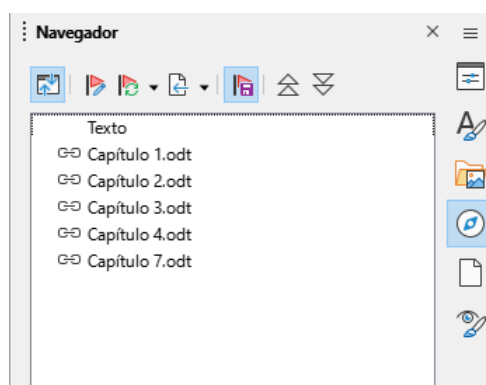 Navegador
Texto
Capítulo 1.odt
Capítulo 2.odt
Capítulo 3.odt
Capítulo 4.odt
Capítulo 7.odt